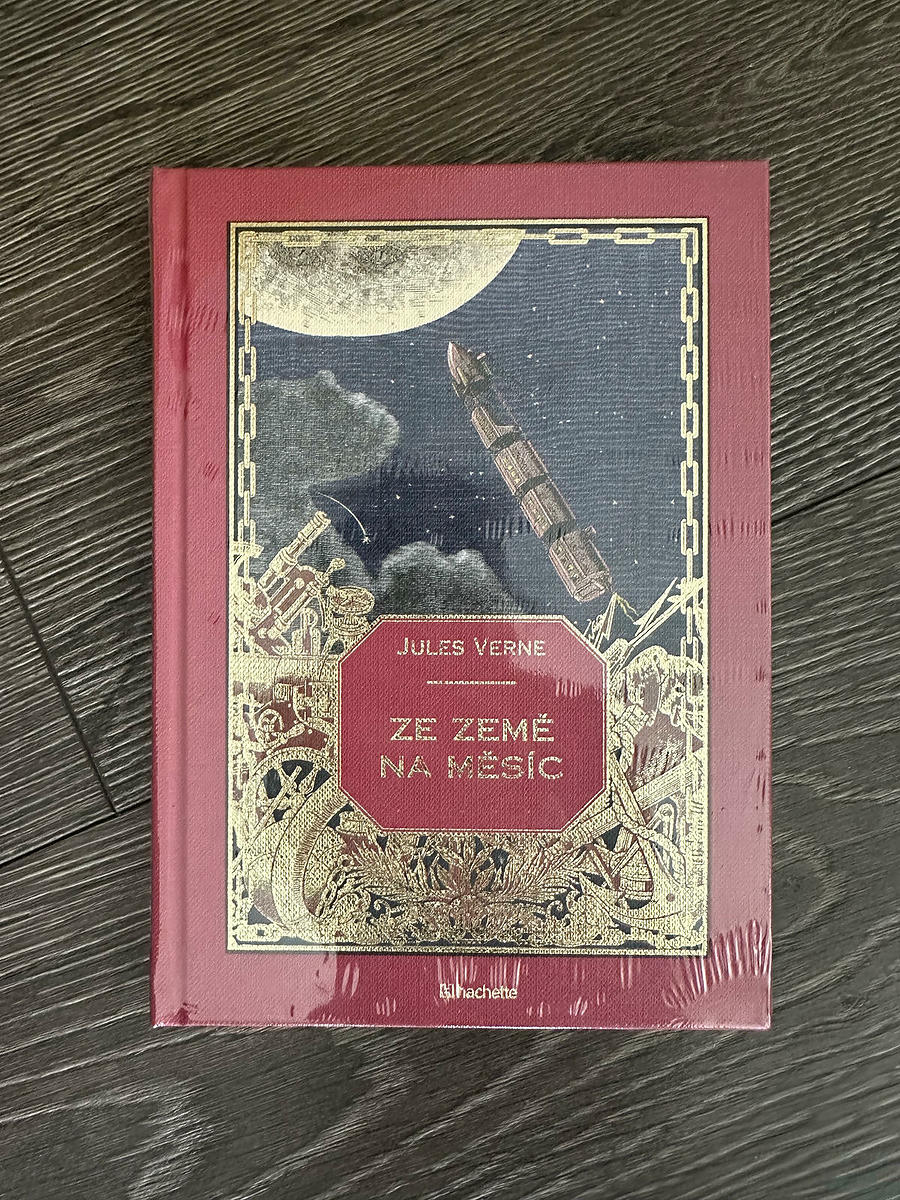 JULES VERNE
ZE ZEMĚ
NA MĚSÍC
hachette